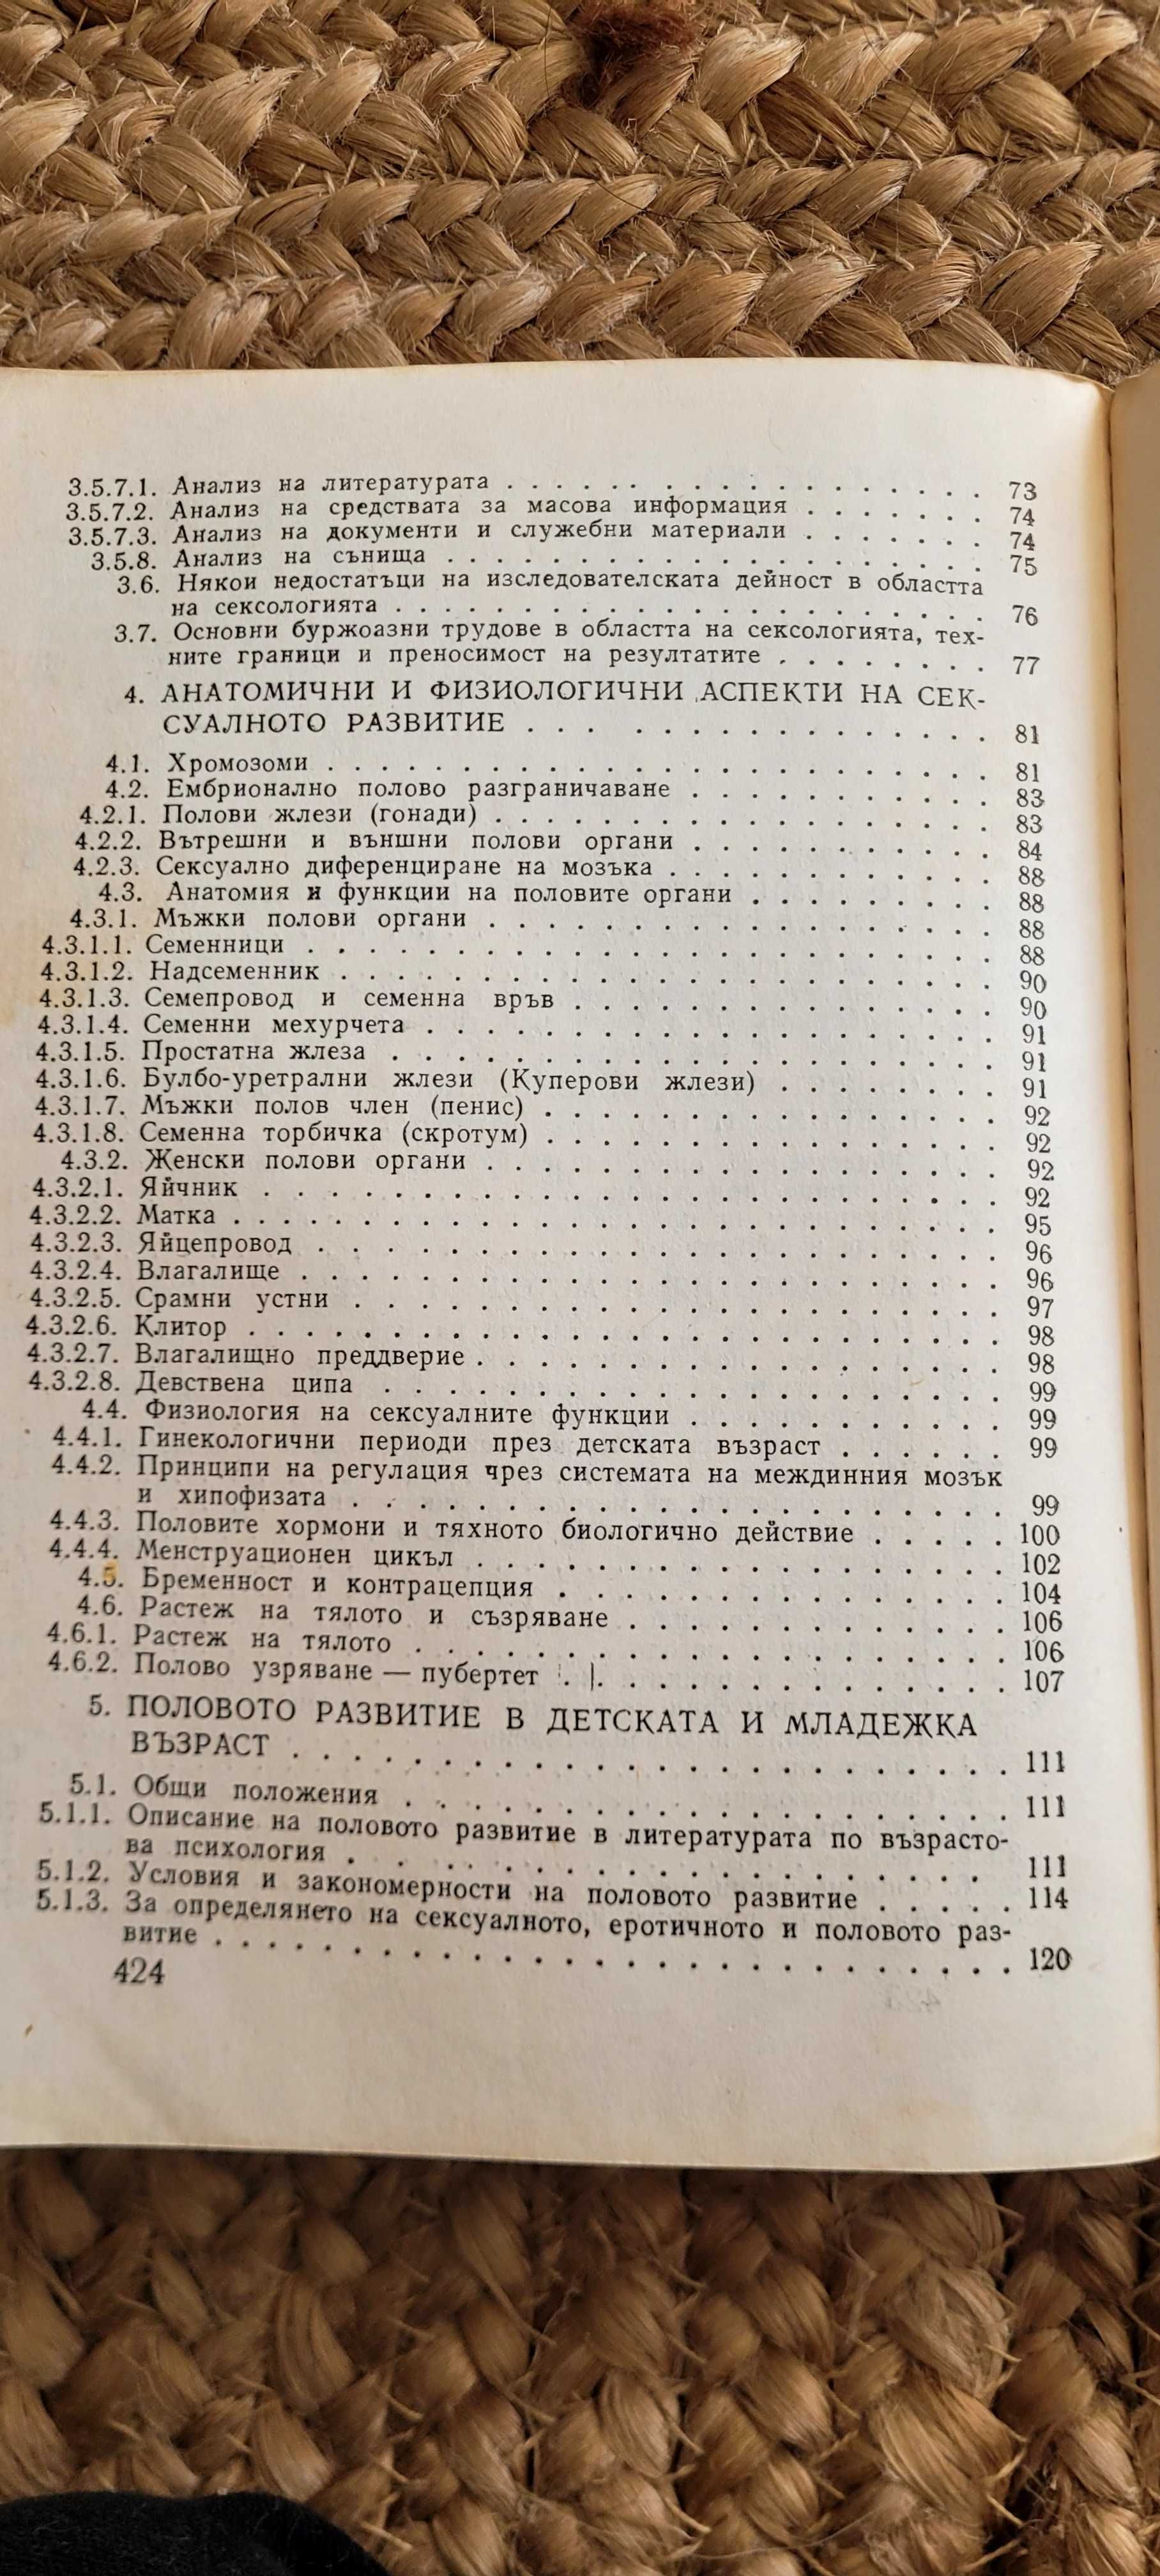 3.5.7.1. Анализ на литературата . . . . . . . . . . . . . . . . 73
3.5.7.2. Анализ на средствата за масова информация . . . . . . . 74
3.5.7.3. Анализ на документи и служебни материали . . . . . . . 74
3.5.8. Анализ на сънища . . . . . . . . . . . . . . . . . . 75
3.6. Някои недостатъци на изследователската дейност в областта
на сексологията . . . . . . . . . . . . . . . . . . . . 76
3.7. Основни буржоазни трудове в областта на сексологията, тех-
ните граници и преносимост на резултатите . . . . . . . . 77
4. АНАТОМИЧНИ И ФИЗИОЛОГИЧНИ АСПЕКТИ НА СЕК-
СУАЛНОТО РАЗВИТИЕ . . . . . . . . . . . . . . . 81
4.1. Хромозоми . . . . . . . . . . . . . . . . . . . . . . 81
4.2. Ембрионално полово разграничаване . . . . . . . . . . 83
4.2.1. Полови жлези (гонади) . . . . . . . . . . . . . . . . 83
4.2.2. Вътрешни и външни полови органи . . . . . . . . . . 84
4.2.3. Сексуално диференциране на мозъка . . . . . . . . . . 88
4.3. Анатомия и функции на половите органи . . . . . . . . . 88
4.3.1. Мъжки полови органи . . . . . . . . . . . . . . . . 88
4.3.1.1. Семенници . . . . . . . . . . . . . . . . . . . . . . 88
4.3.1.2. Надсеменник . . . . . . . . . . . . . . . . . . . . . 90
4.3.1.3. Семепровод и семенна връв . . . . . . . . . . . . . . 90
4.3.1.4. Семенни мехурчета . . . . . . . . . . . . . . . . . . 91
4.3.1.5. Простатна жлеза . . . . . . . . . . . . . . . . . . . 91
4.3.1.6. Булбо-уретрални жлези (Куперови жлези) . . . . . . . 91
4.3.1.7. Мъжки полов член (пенис) . . . . . . . . . . . . . . 92
4.3.1.8. Семенна торбичка (скротум) . . . . . . . . . . . . . . 92
4.3.2. Женски полови органи . . . . . . . . . . . . . . . . 92
4.3.2.1. Яйчник . . . . . . . . . . . . . . . . . . . . . . . 92
4.3.2.2. Матка . . . . . . . . . . . . . . . . . . . . . . . . 95
4.3.2.3. Яйцепровод . . . . . . . . . . . . . . . . . . . . . 96
4.3.2.4. Влагалище . . . . . . . . . . . . . . . . . . . . . . 96
4.3.2.5. Срамни устни . . . . . . . . . . . . . . . . . . . . 97
4.3.2.6. Клитор . . . . . . . . . . . . . . . . . . . . . . . 98
4.3.2.7. Влагалищно преддверие . . . . . . . . . . . . . . . . 98
4.3.2.8. Девствена ципа . . . . . . . . . . . . . . . . . . . 99
4.4. Физиология на сексуалните функции . . . . . . . . . . 99
4.4.1. Гинекологични периоди през детската възраст . . . . . . 99
4.4.2. Принципи на регулация чрез системата на междинния мозък
и хипофизата . . . . . . . . . . . . . . . . . . . . 99
4.4.3. Половите хормони и тяхното биологично действие . . . . . 100
4.4.4. Менструационен цикъл . . . . . . . . . . . . . . . . 102
4.5. Бременност и контрацепция . . . . . . . . . . . . . . 104
4.6. Растеж на тялото и съзряване . . . . . . . . . . . . 106
4.6.1. Растеж на тялото . . . . . . . . . . . . . . . . . . 106
4.6.2. Полово узряване — пубертет . . . . . . . . . . . . . 107
5. ПОЛОВОТО РАЗВИТИЕ В ДЕТСКАТА И МЛАДЕЖКА
ВЪЗРАСТ . . . . . . . . . . . . . . . . . . . . . . 111
5.1. Общи положения . . . . . . . . . . . . . . . . . . . 111
5.1.1. Описание на половото развитие в литературата по възрасто-
ва психология . . . . . . . . . . . . . . . . . . . 111
5.1.2. Условия и закономерности на половото развитие . . . . . 114
5.1.3. За определянето на сексуалното, еротичното и половото раз-
витие . . . . . . . . . . . . . . . . . . . . . . . . 120
424